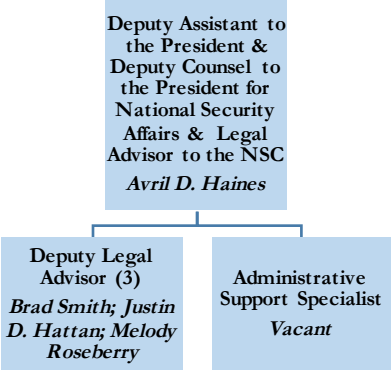 Deputy Assistant to
the President &
Deputy Counsel to
the President for
National Security
Affairs & Legal
Advisor to the NSC
Avril D. Haines
Deputy Legal
Advisor (3)
Brad Smith; Justin
D. Hattan; Melody
Roseberry
Administrative
Support Specialist
Vacant